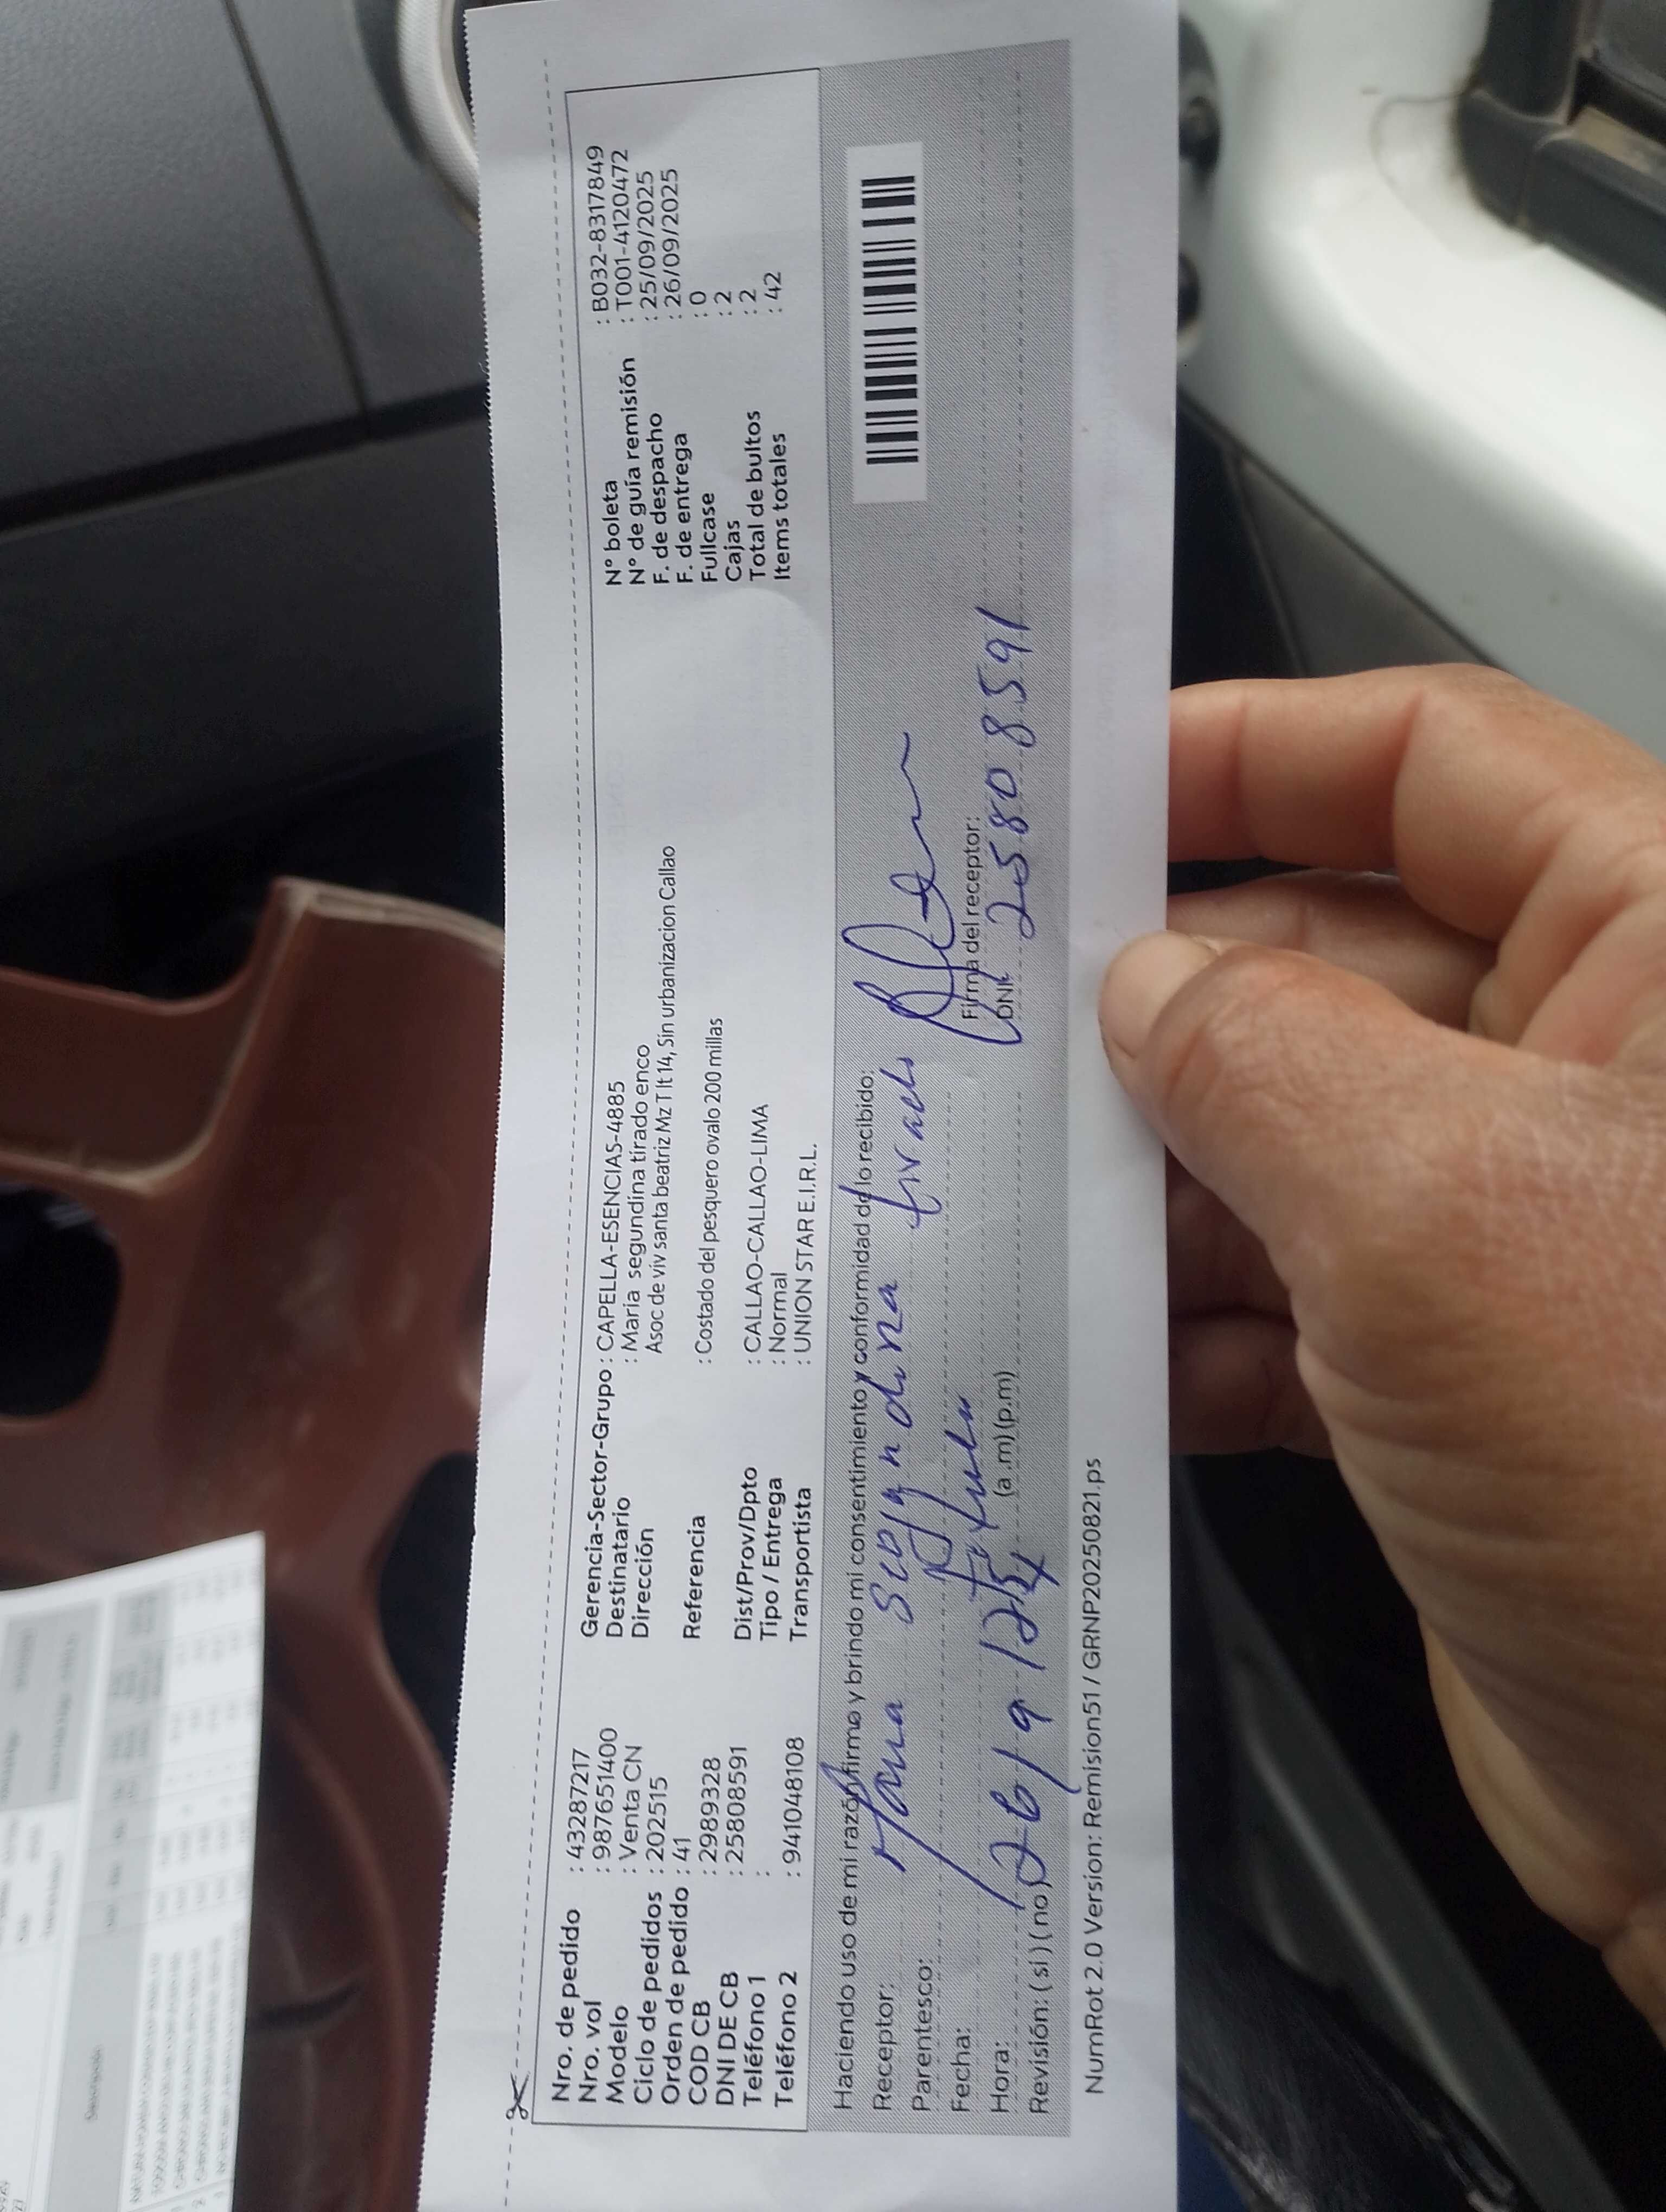 Nro. de pedido : 43287217
Nro. vol : 987651400
Modelo : Venta CN
Ciclo de pedidos : 202515
Orden de pedido : 41
COD CB : 2989328
DNI DE CB : 25808591
Teléfono 1 :
Teléfono 2 : 941048108
Gerencia-Sector-Grupo : CAPELLA-ESENCIAS-4885
Destinatario : Maria segundina tirado enco
Dirección Asoc de viv santa beatriz Mz T lt 14, Sin urbanizacion Callao
Referencia : Costado del pesquero ovalo 200 millas
Dist/Prov/Dpto : CALLAO-CALLAO-LIMA
Tipo / Entrega : Normal
Transportista : UNION STAR E.I.R.L.
N° boleta : B032-8317849
N° de guía remisión : T001-4120472
F. de despacho : 25/09/2025
F. de entrega : 26/09/2025
Fullcase : 0
Cajas : 2
Total de bultos : 2
Items totales : 42
Haciendo uso de mi razón firmo y brindo mi consentimiento y conformidad de lo recibido:
Receptor: Maria segundina tirado
Parentesco:
Fecha:
Hora: (a.m) (p.m)
Revisión: (si) (no) 26/9/25
Firma del receptor:
DNI: 25808591
NumRot 2.0 Version: Remision51 / GRNP20250821.ps